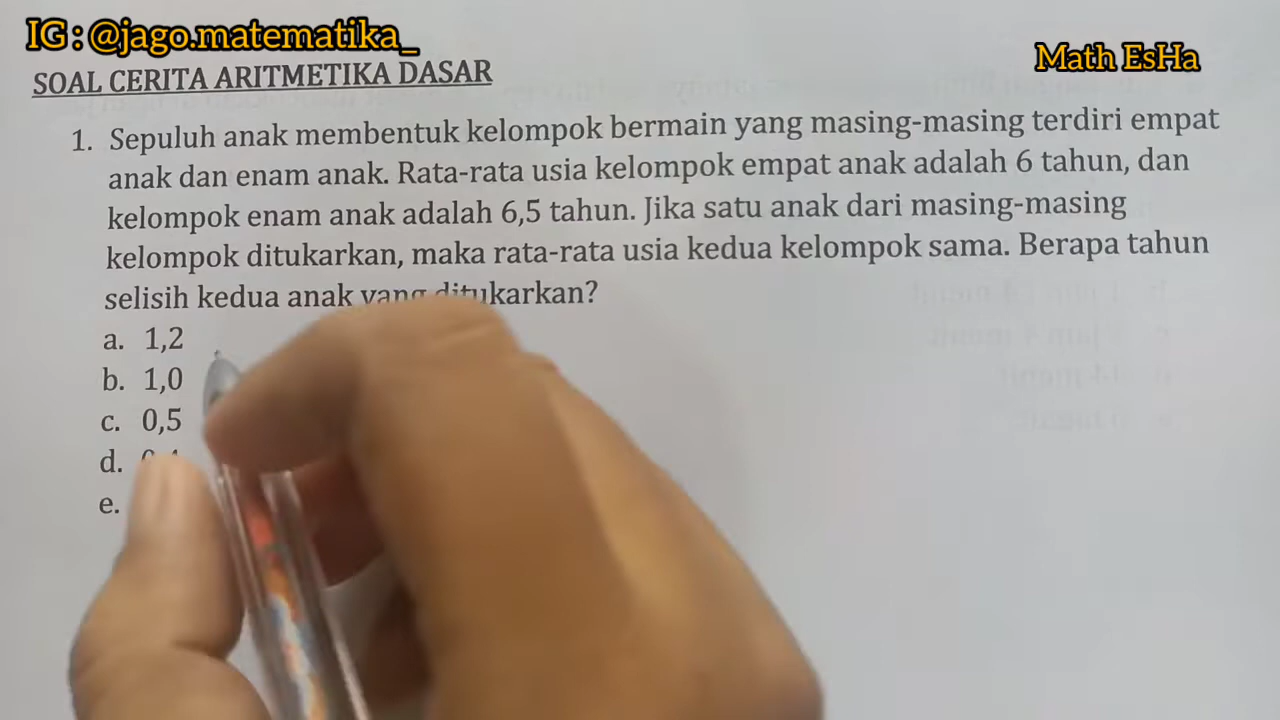 IG : @jago.matematika_
Math EsHa
SOAL CERITA ARITMETIKA DASAR
1. Sepuluh anak membentuk kelompok bermain yang masing-masing terdiri empat
anak dan enam anak. Rata-rata usia kelompok empat anak adalah 6 tahun, dan
kelompok enam anak adalah 6,5 tahun. Jika satu anak dari masing-masing
kelompok ditukarkan, maka rata-rata usia kedua kelompok sama. Berapa tahun
selisih kedua anak yang ditukarkan?
a. 1,2
b. 1,0
c. 0,5
d.
e.